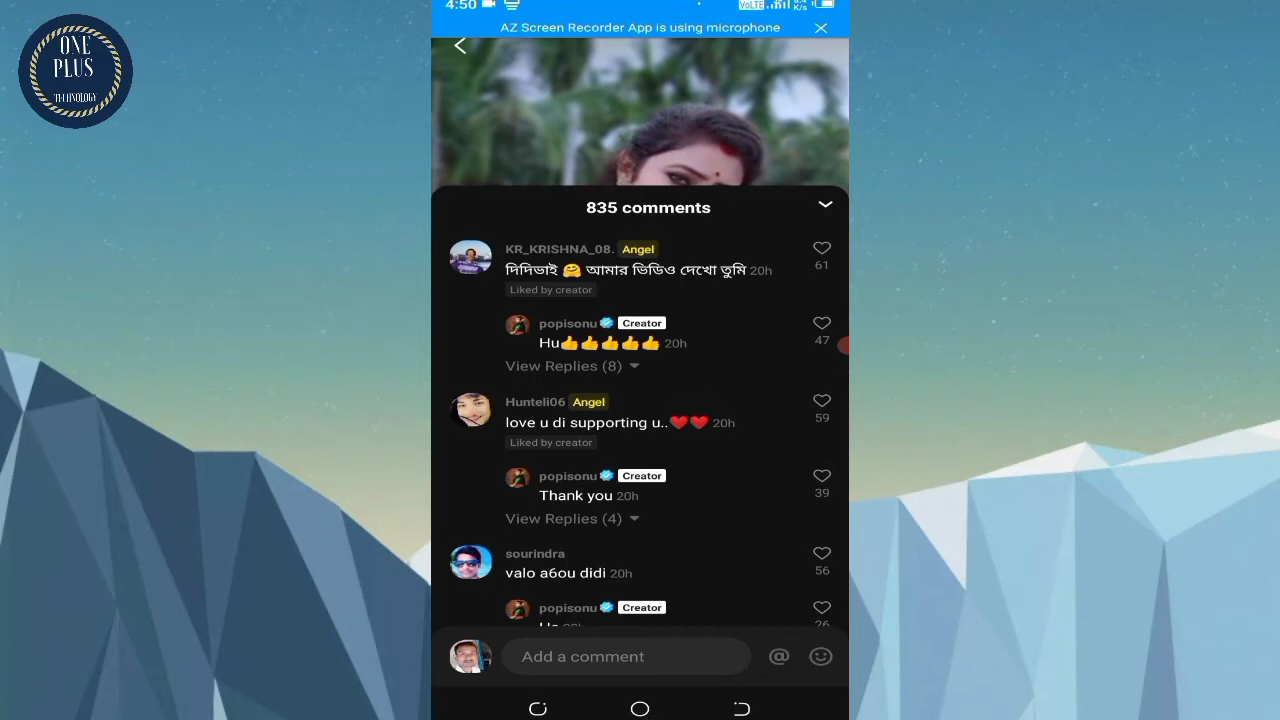 ONE
PLUS
TECHNOLOGY
4:50
VoLTE
K/s
AZ Screen Recorder App is using microphone
835 comments
KR_KRISHNA_08. Angel
দিদিভাই 🤗 আমার ভিডিও দেখো তুমি 20h
61
Liked by creator
popisonu Creator
Hu👍👍👍👍👍 20h
47
View Replies (8)
Hunteli06 Angel
love u di supporting u..❤️❤️ 20h
59
Liked by creator
popisonu Creator
Thank you 20h
39
View Replies (4)
sourindra
valo a6ou didi 20h
56
popisonu Creator
26
Add a comment
@